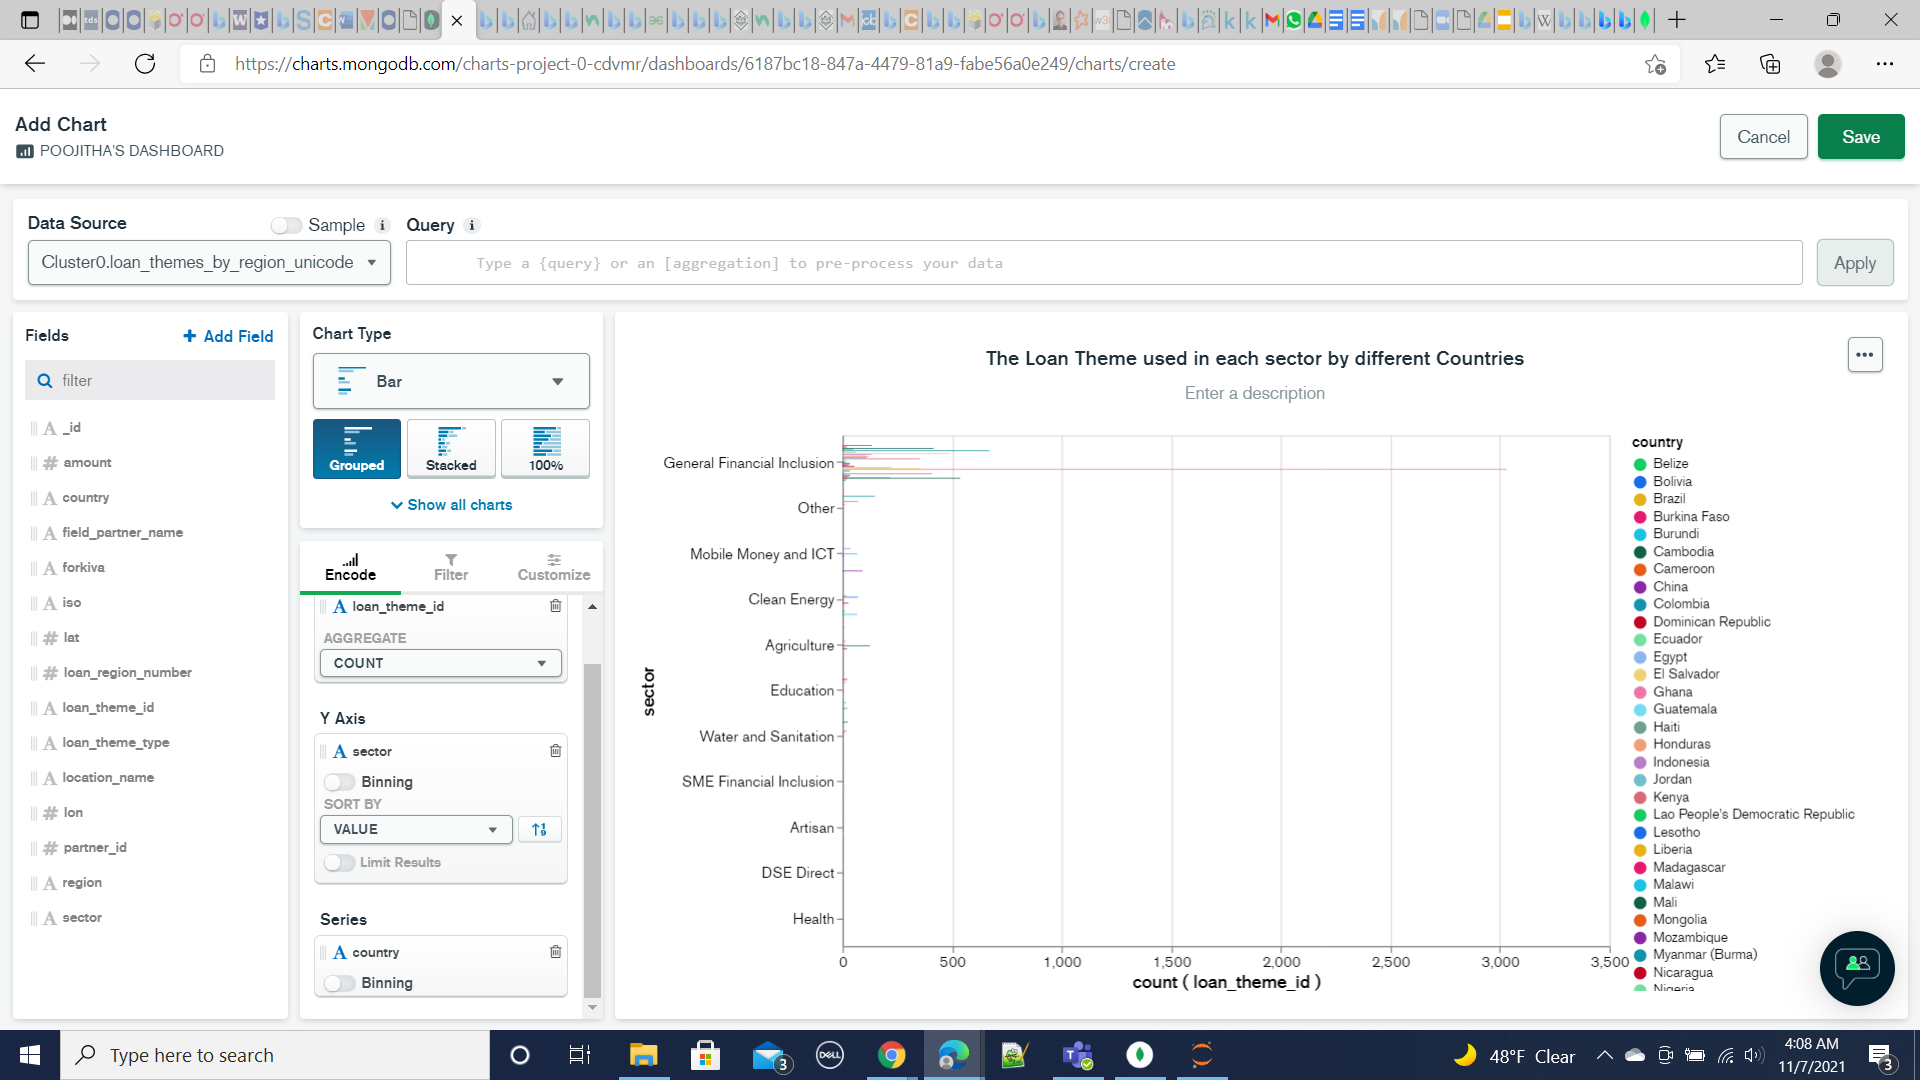 https://charts.mongodb.com/charts-project-0-cdvmr/dashboards/6187bc18-847a-4479-81a9-fabe56a0e249/charts/create
Add Chart
POOJITHA'S DASHBOARD
Cancel
Save
Data Source
Sample
Query
Cluster0.loan_themes_by_region_unicode
Type a {query} or an [aggregation] to pre-process your data
Apply
Fields
+ Add Field
filter
A _id
# amount
A country
A field_partner_name
A forkiva
A iso
# lat
# loan_region_number
A loan_theme_id
A loan_theme_type
A location_name
# lon
# partner_id
A region
A sector
Chart Type
Bar
Grouped
Stacked
100%
Show all charts
Encode
Filter
Customize
A loan_theme_id
AGGREGATE
COUNT
Y Axis
A sector
Binning
SORT BY
VALUE
Limit Results
Series
A country
Binning
The Loan Theme used in each sector by different Countries
Enter a description
sector
General Financial Inclusion
Other
Mobile Money and ICT
Clean Energy
Agriculture
Education
Water and Sanitation
SME Financial Inclusion
Artisan
DSE Direct
Health
0 500 1,000 1,500 2,000 2,500 3,000 3,500
count ( loan_theme_id )
country
Belize
Bolivia
Brazil
Burkina Faso
Burundi
Cambodia
Cameroon
China
Colombia
Dominican Republic
Ecuador
Egypt
El Salvador
Ghana
Guatemala
Haiti
Honduras
Indonesia
Jordan
Kenya
Lao People's Democratic Republic
Lesotho
Liberia
Madagascar
Malawi
Mali
Mongolia
Mozambique
Myanmar (Burma)
Nicaragua
Nigeria
Type here to search
3
DELL
48°F Clear
4:08 AM
11/7/2021
3